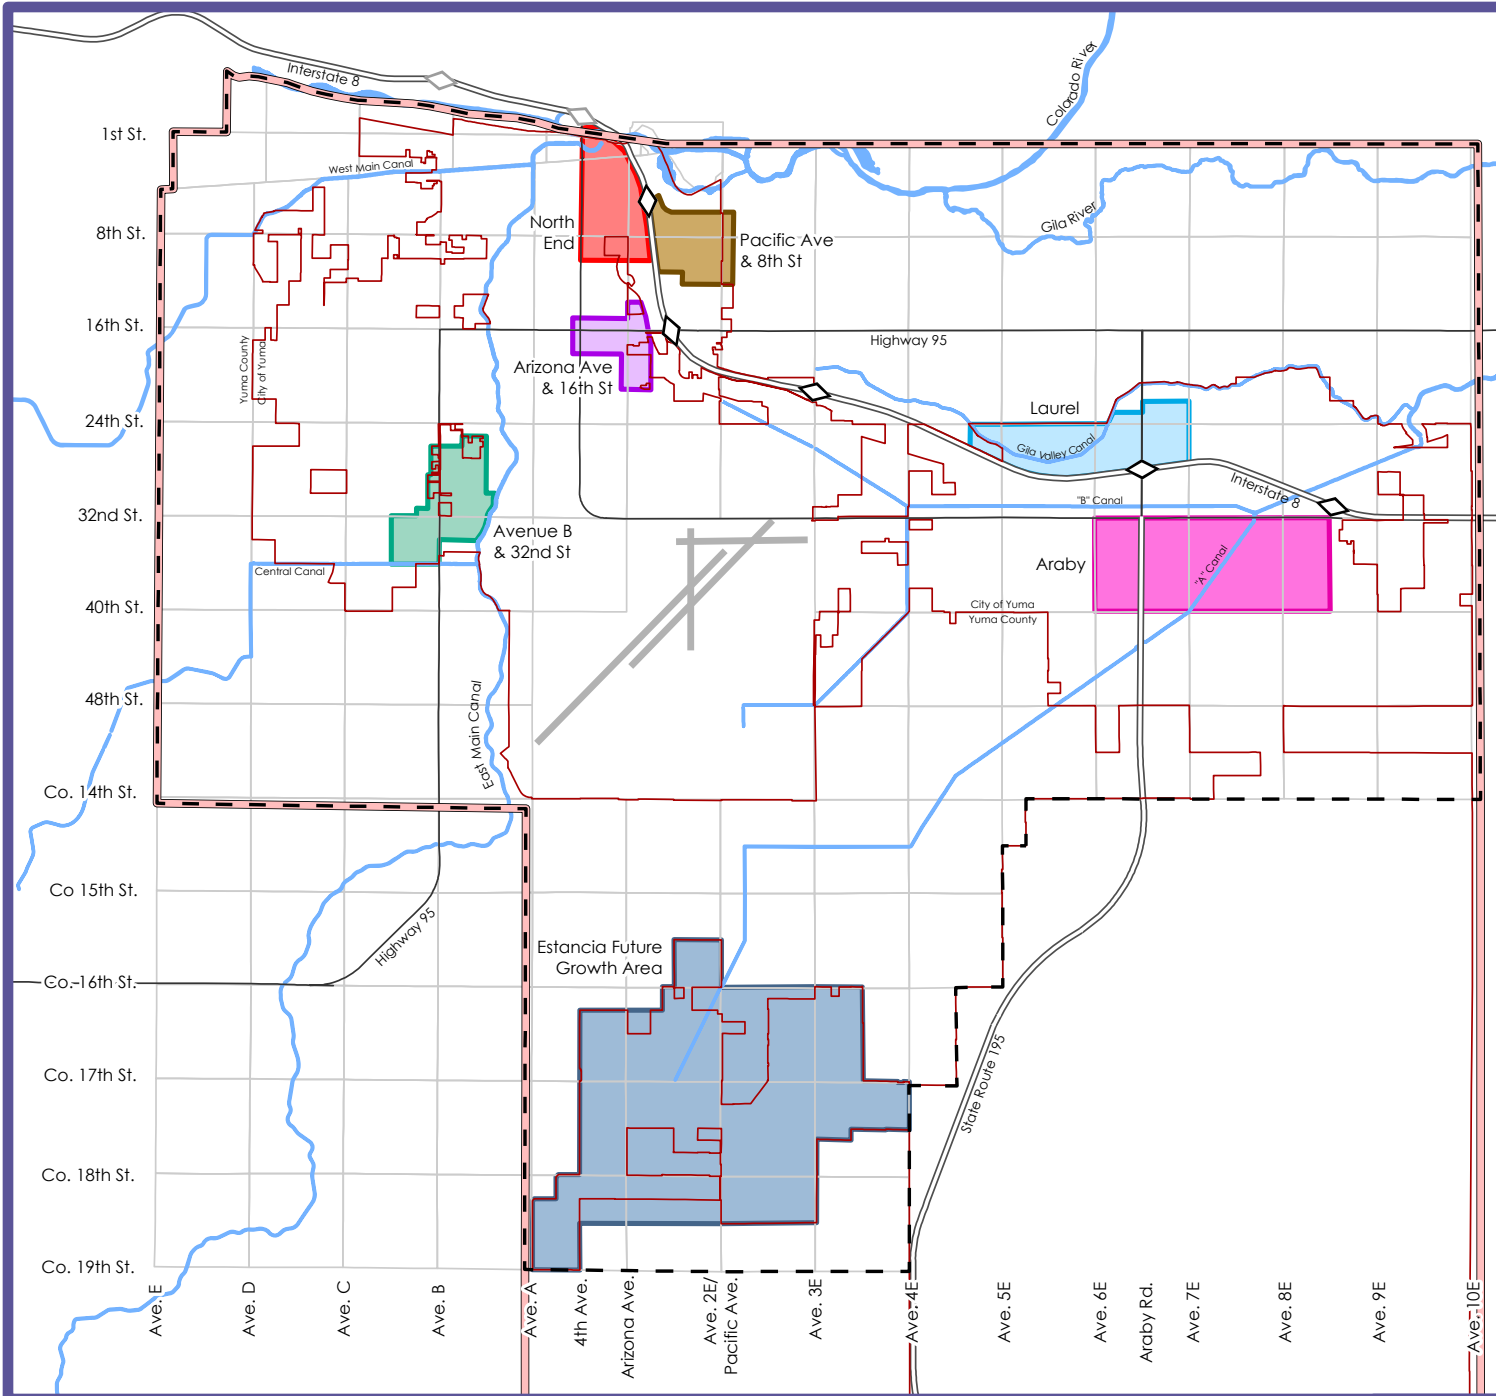 Interstate 8
Colorado River
1st St.
West Main Canal
8th St.
North
End
Pacific Ave
& 8th St
Gila River
16th St.
Highway 95
Yuma County
City of Yuma
Arizona Ave
& 16th St
24th St.
Laurel
Gila Valley Canal
Interstate 8
"B" Canal
32nd St.
Avenue B
& 32nd St
Araby
"A" Canal
Central Canal
40th St.
City of Yuma
Yuma County
48th St.
East Main Canal
Co. 14th St.
Co 15th St.
Highway 95
Estancia Future
Growth Area
Co. 16th St.
Co. 17th St.
State Route 195
Co. 18th St.
Co. 19th St.
Ave. E
Ave. D
Ave. C
Ave. B
Ave. A
4th Ave.
Arizona Ave.
Ave. 2E/
Pacific Ave.
Ave. 3E
Ave. 4E
Ave. 5E
Ave. 6E
Araby Rd.
Ave. 7E
Ave. 8E
Ave. 9E
Ave. 10E